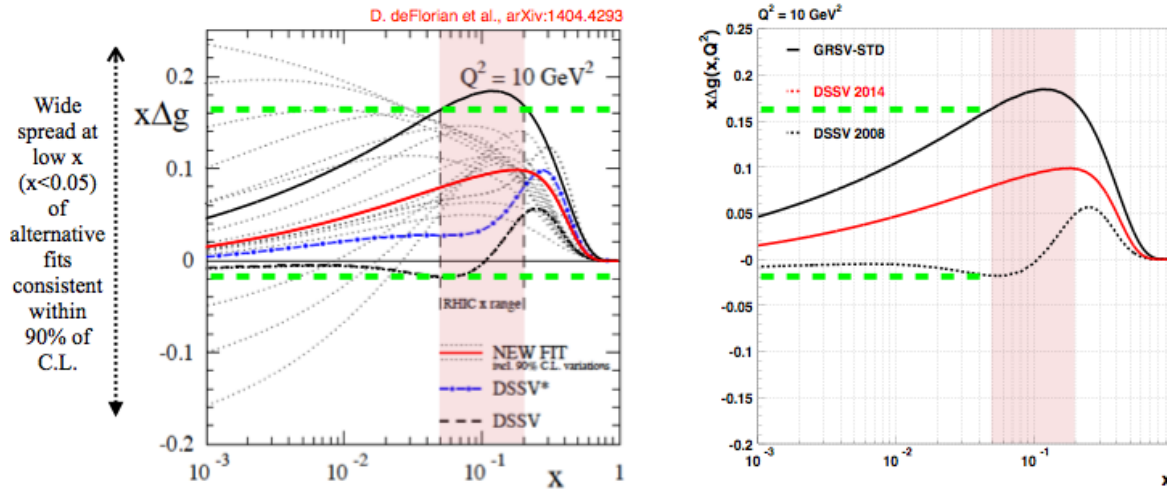 D. deFlorian et al., arXiv:1404.4293
Wide
spread at
low x
(x<0.05)
of
alternative
fits
consistent
within
90% of
C.L.
xΔg
Q² = 10 GeV²
0.2
0.1
0
-0.1
-0.2
RHIC x range
NEW FIT
incl. 90% C.L. variations
DSSV*
DSSV
10⁻³ 10⁻² 10⁻¹ x 1
Q² = 10 GeV²
xΔg(x,Q²)
GRSV-STD
DSSV 2014
DSSV 2008
0.25
0.2
0.15
0.1
0.05
-0
-0.05
-0.1
-0.15
-0.2
10⁻³ 10⁻² 10⁻¹ x